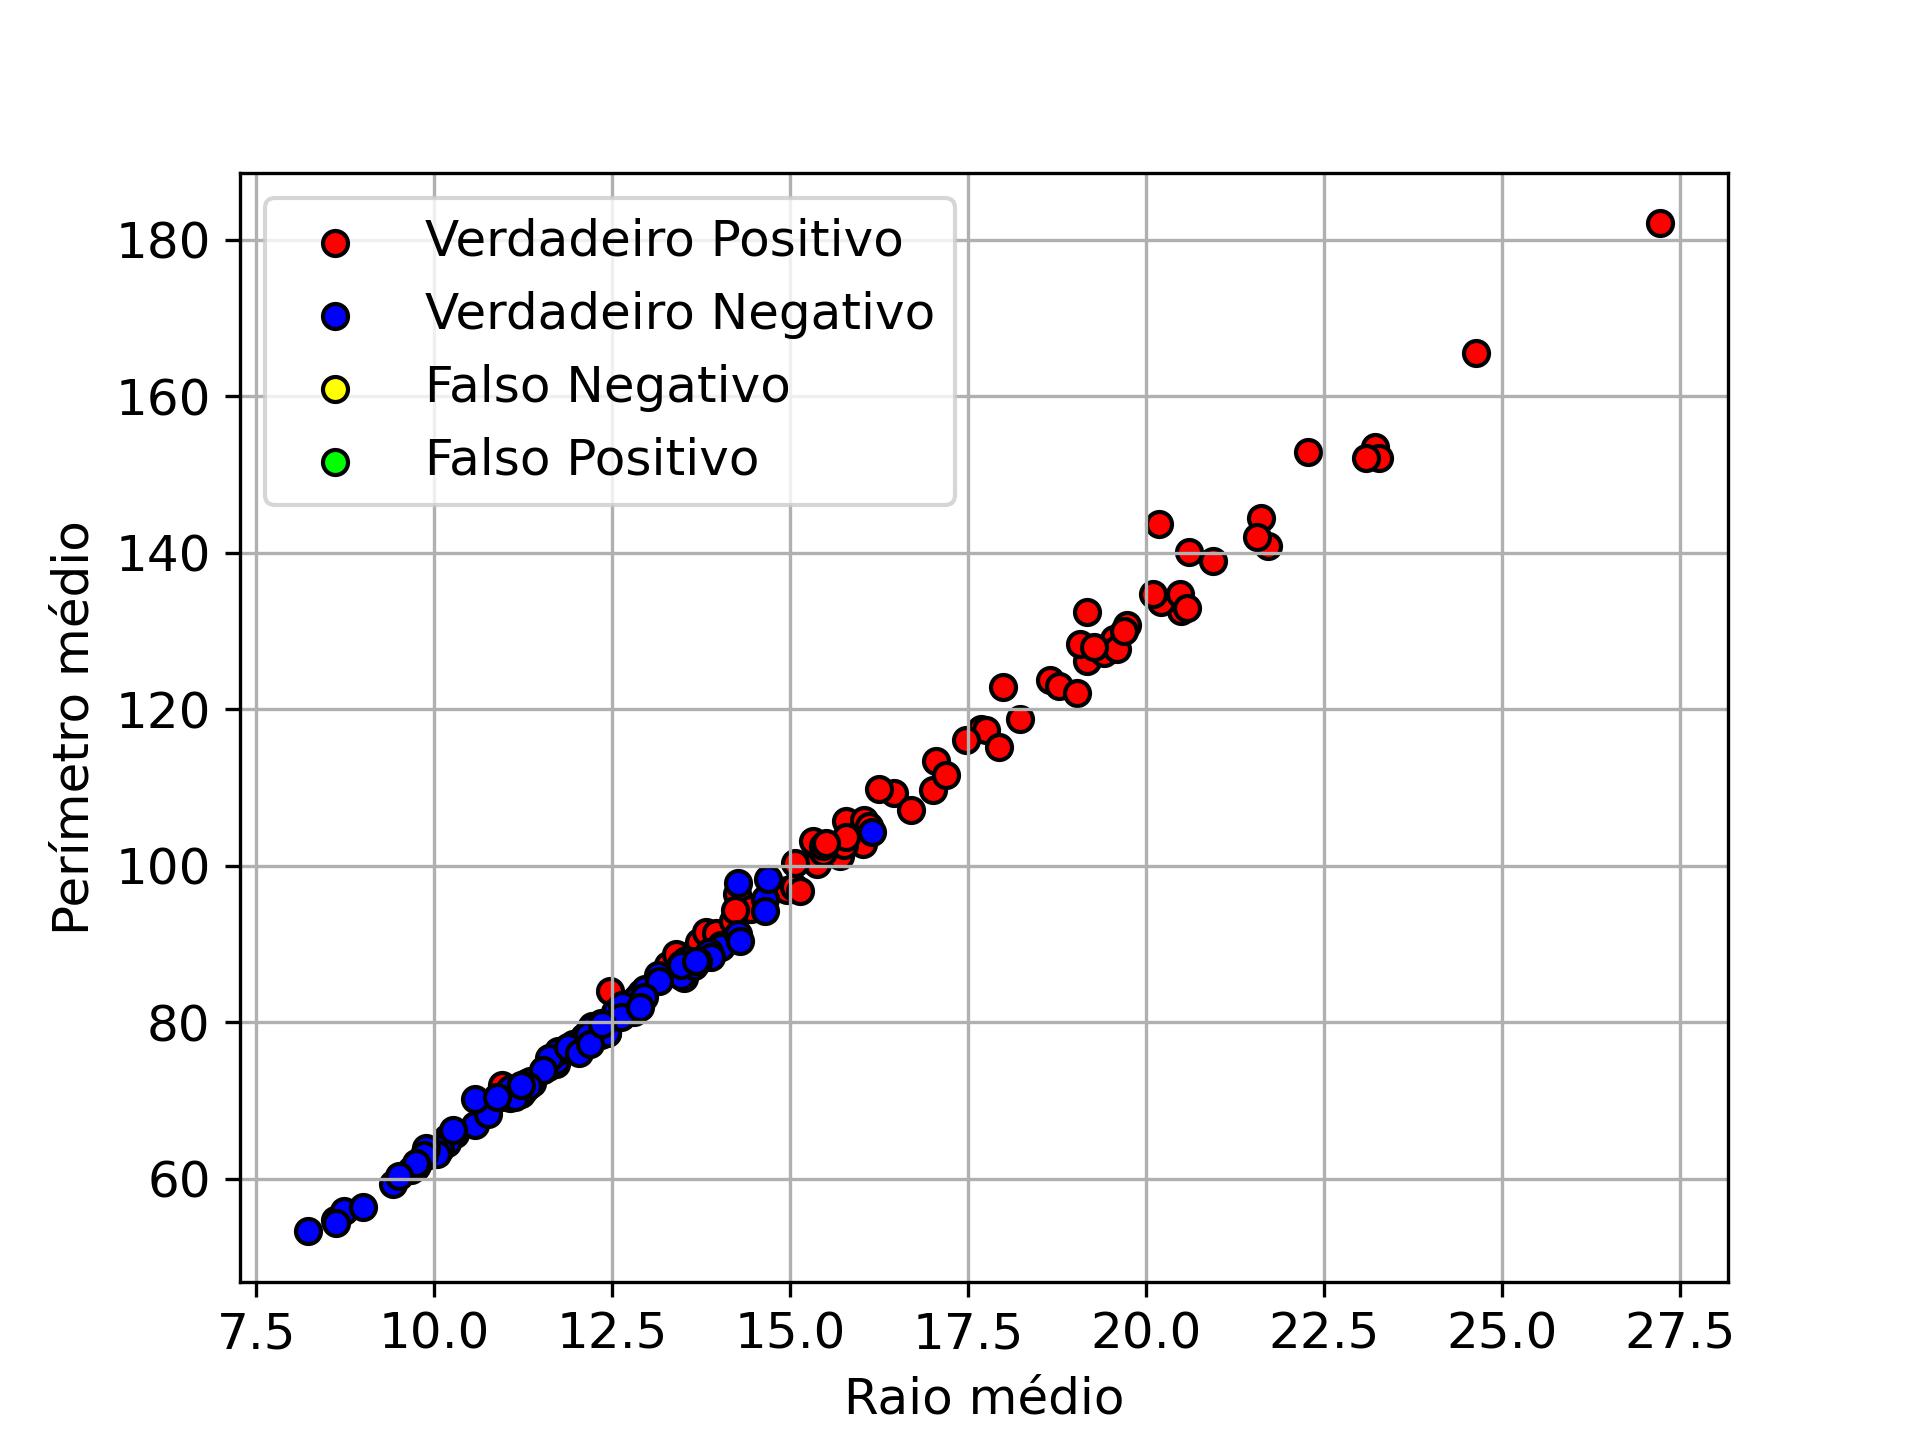 Verdadeiro Positivo
Verdadeiro Negativo
Falso Negativo
Falso Positivo
180
160
140
120
100
80
60
Perímetro médio
7.5 10.0 12.5 15.0 17.5 20.0 22.5 25.0 27.5
Raio médio